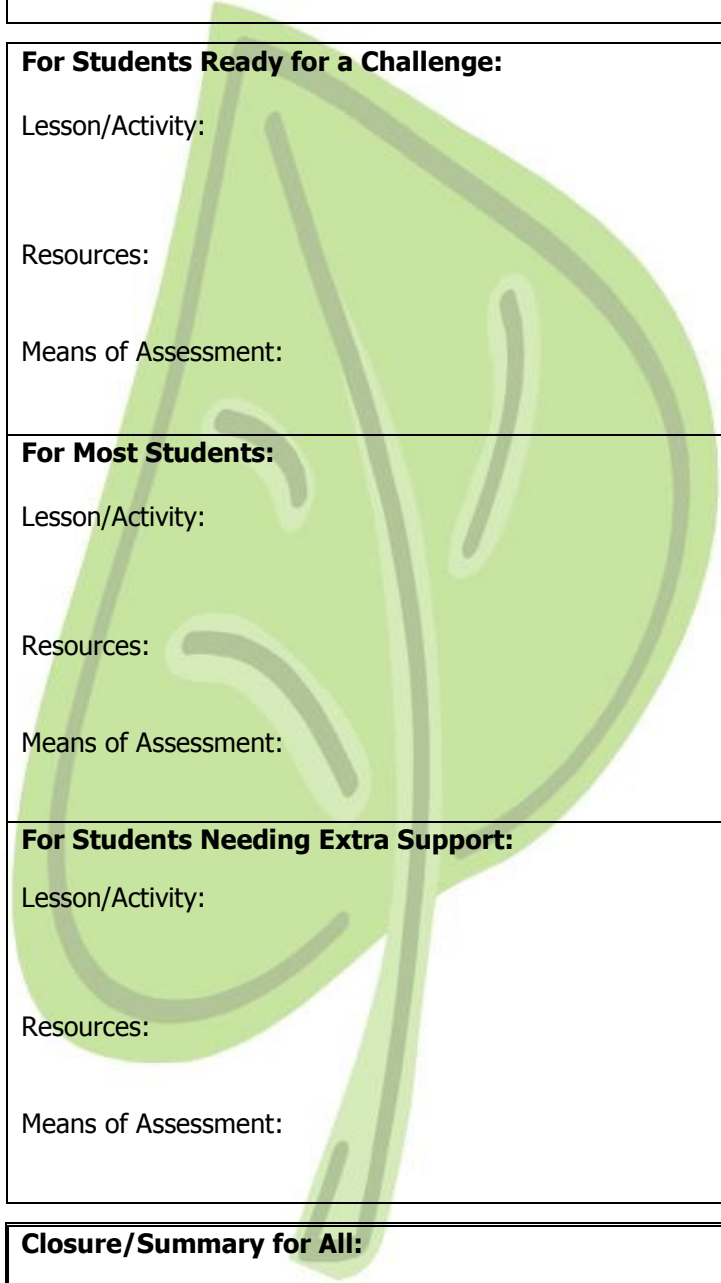 For Students Ready for a Challenge:
Lesson/Activity:
Resources:
Means of Assessment:
For Most Students:
Lesson/Activity:
Resources:
Means of Assessment:
For Students Needing Extra Support:
Lesson/Activity:
Resources:
Means of Assessment:
Closure/Summary for All: